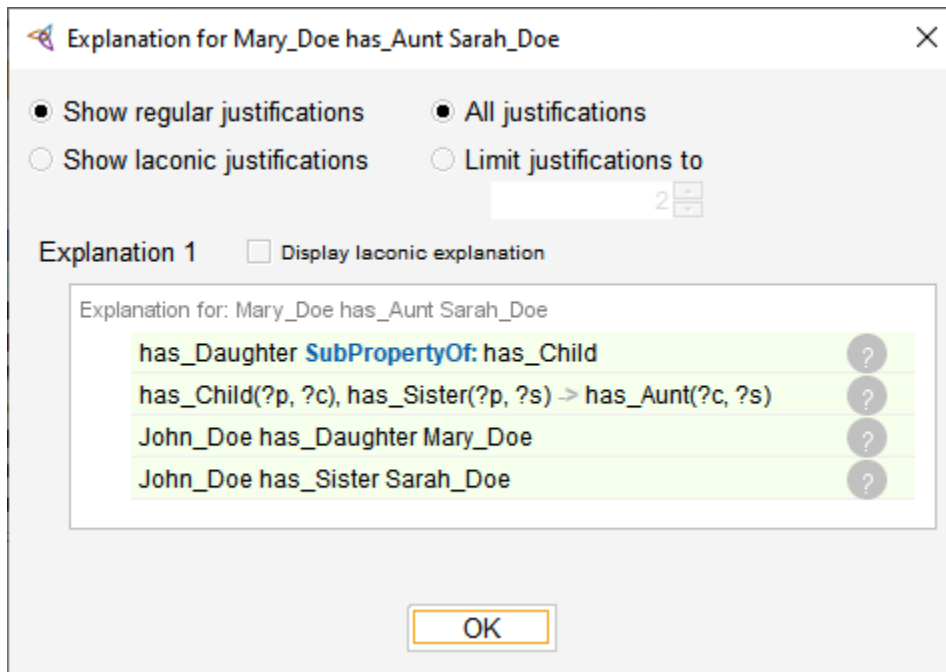 Explanation for Mary_Doe has_Aunt Sarah_Doe
Show regular justifications
All justifications
Show laconic justifications
Limit justifications to
2
Explanation 1
Display laconic explanation
Explanation for: Mary_Doe has_Aunt Sarah_Doe
has_Daughter SubPropertyOf: has_Child
?
has_Child(?p, ?c), has_Sister(?p, ?s) -> has_Aunt(?c, ?s)
?
John_Doe has_Daughter Mary_Doe
?
John_Doe has_Sister Sarah_Doe
?
OK